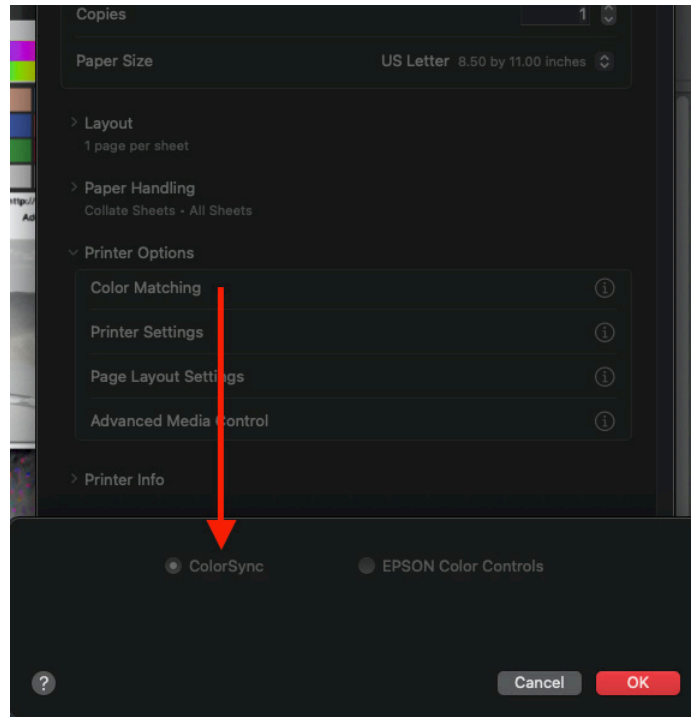 Copies 1
Paper Size US Letter 8.50 by 11.00 inches
Layout
1 page per sheet
ttp://
Paper Handling
Ad
Collate Sheets • All Sheets
Printer Options
Color Matching
Printer Settings
Page Layout Settings
Advanced Media Control
Printer Info
ColorSync EPSON Color Controls
? Cancel OK